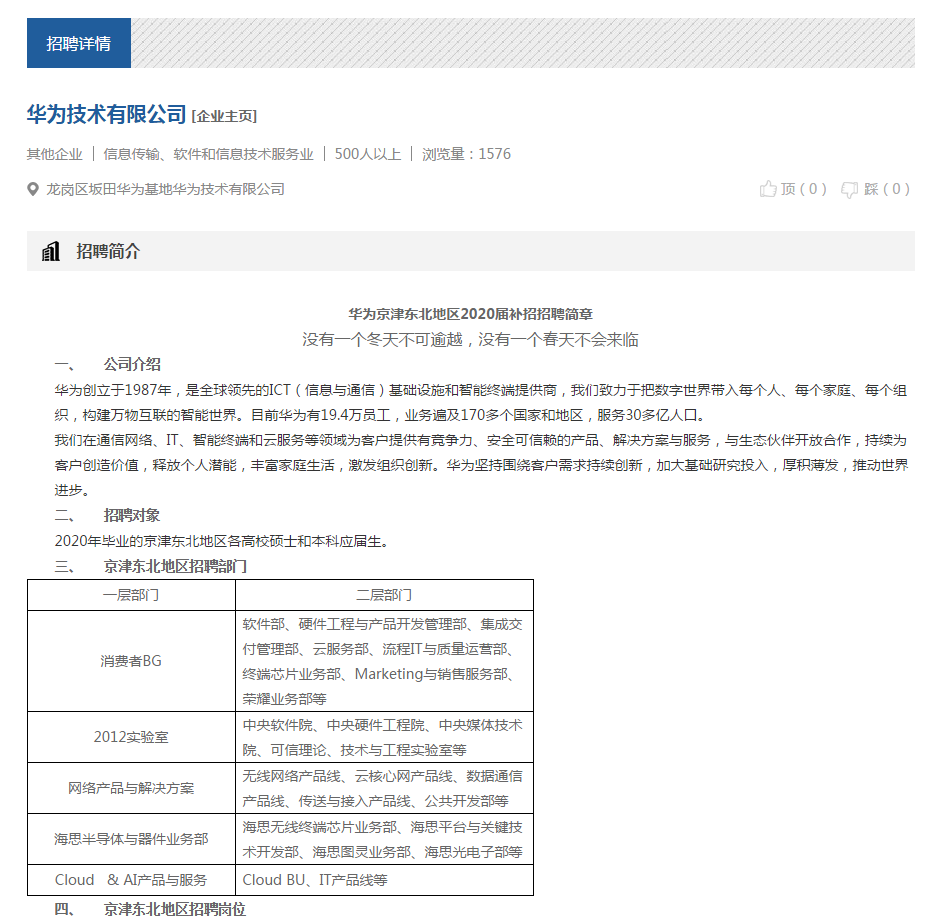 招聘详情
华为技术有限公司 [企业主页]
其他企业 | 信息传输、软件和信息技术服务业 | 500人以上 | 浏览量：1576
龙岗区坂田华为基地华为技术有限公司
顶 ( 0 ) 踩 ( 0 )
招聘简介
华为京津东北地区2020届补招招聘简章
没有一个冬天不可逾越，没有一个春天不会来临
一、 公司介绍
华为创立于1987年，是全球领先的ICT（信息与通信）基础设施和智能终端提供商，我们致力于把数字世界带入每个人、每个家庭、每个组
织，构建万物互联的智能世界。目前华为有19.4万员工，业务遍及170多个国家和地区，服务30多亿人口。
我们在通信网络、IT、智能终端和云服务等领域为客户提供有竞争力、安全可信赖的产品、解决方案与服务，与生态伙伴开放合作，持续为
客户创造价值，释放个人潜能，丰富家庭生活，激发组织创新。华为坚持围绕客户需求持续创新，加大基础研究投入，厚积薄发，推动世界
进步。
二、 招聘对象
2020年毕业的京津东北地区各高校硕士和本科应届生。
三、 京津东北地区招聘部门
一层部门 二层部门
消费者BG
软件部、硬件工程与产品开发管理部、集成交
付管理部、云服务部、流程IT与质量运营部、
终端芯片业务部、Marketing与销售服务部、
荣耀业务部等
2012实验室
中央软件院、中央硬件工程院、中央媒体技术
院、可信理论、技术与工程实验室等
网络产品与解决方案
无线网络产品线、云核心网产品线、数据通信
产品线、传送与接入产品线、公共开发部等
海思半导体与器件业务部
海思无线终端芯片业务部、海思平台与关键技
术开发部、海思图灵业务部、海思光电子部等
Cloud & AI产品与服务 Cloud BU、IT产品线等
四、 京津东北地区招聘岗位